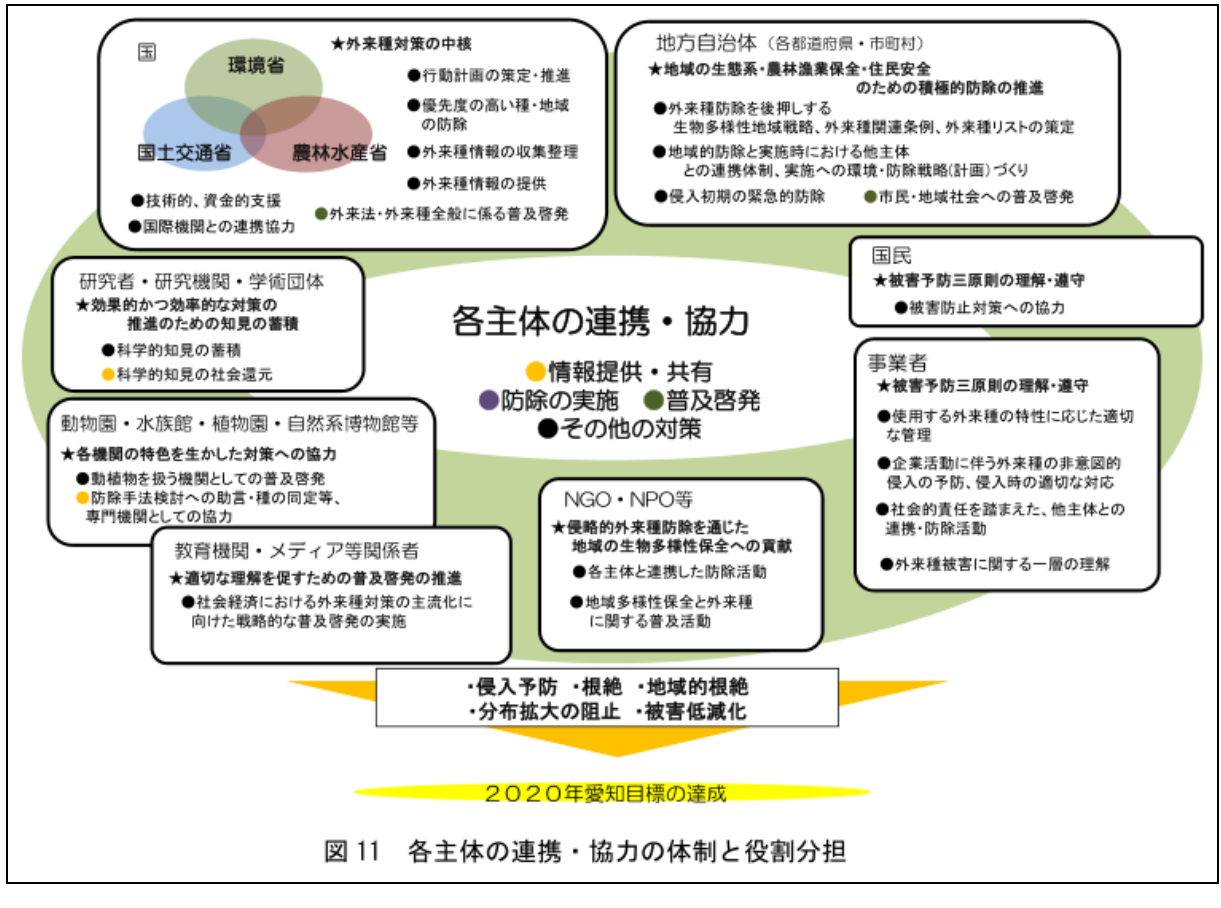 国
環境省
国土交通省
農林水産省
★外来種対策の中核
●行動計画の策定・推進
●優先度の高い種・地域
の防除
●外来種情報の収集整理
●外来種情報の提供
●技術的、資金的支援
●国際機関との連携協力
●外来法・外来種全般に係る普及啓発
地方自治体（各都道府県・市町村）
★地域の生態系・農林漁業保全・住民安全
のための積極的防除の推進
●外来種防除を後押しする
生物多様性地域戦略、外来種関連条例、外来種リストの策定
●地域的防除と実施時における他主体
との連携体制、実施への環境・防除戦略(計画)づくり
●侵入初期の緊急的防除
●市民・地域社会への普及啓発
国民
★被害予防三原則の理解・遵守
●被害防止対策への協力
研究者・研究機関・学術団体
★効果的かつ効率的な対策の
推進のための知見の蓄積
●科学的知見の蓄積
●科学的知見の社会還元
各主体の連携・協力
●情報提供・共有
●防除の実施 ●普及啓発
●その他の対策
事業者
★被害予防三原則の理解・遵守
●使用する外来種の特性に応じた適切
な管理
●企業活動に伴う外来種の非意図的
侵入の予防、侵入時の適切な対応
●社会的責任を踏まえた、他主体との
連携・防除活動
●外来種被害に関する一層の理解
動物園・水族館・植物園・自然系博物館等
★各機関の特色を生かした対策への協力
●動植物を扱う機関としての普及啓発
●防除手法検討への助言・種の同定等、
専門機関としての協力
教育機関・メディア等関係者
★適切な理解を促すための普及啓発の推進
●社会経済における外来種対策の主流化に
向けた戦略的な普及啓発の実施
NGO・NPO等
★侵略的外来種防除を通じた
地域の生物多様性保全への貢献
●各主体と連携した防除活動
●地域多様性保全と外来種
に関する普及活動
・侵入予防 ・根絶 ・地域的根絶
・分布拡大の阻止 ・被害低減化
２０２０年愛知目標の達成
図 11 各主体の連携・協力の体制と役割分担